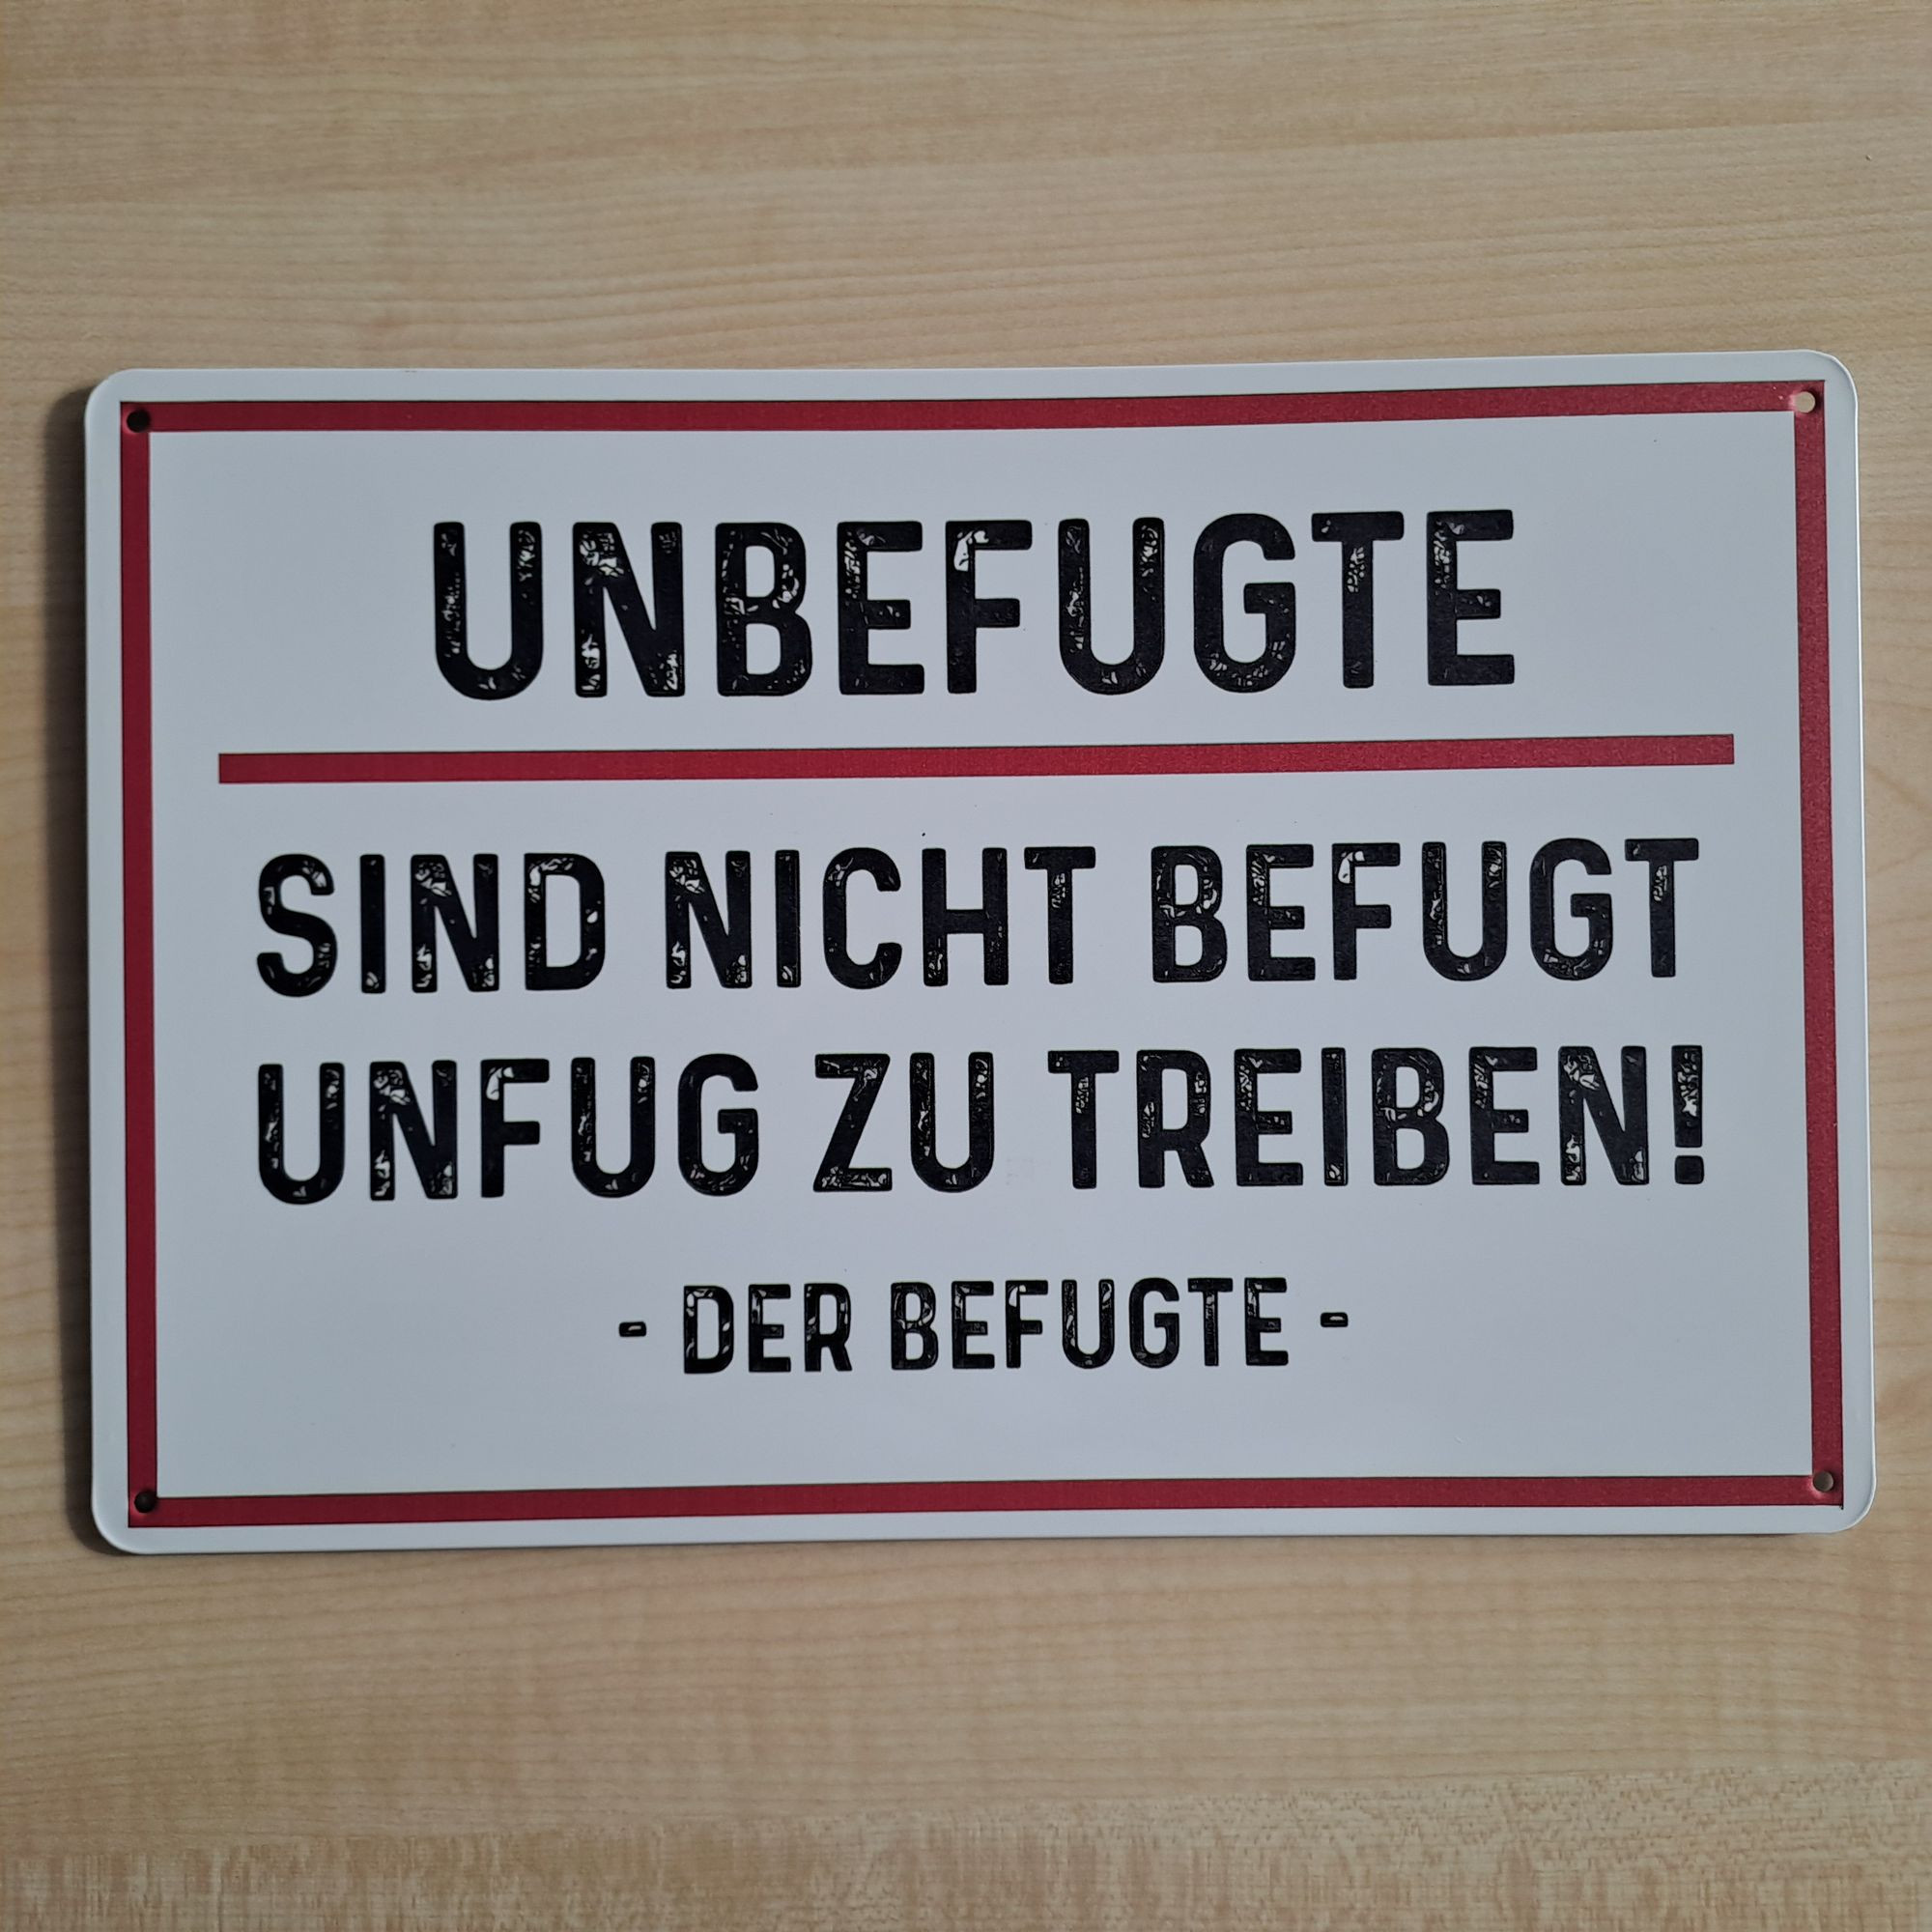 UNBEFUGTE
SIND NICHT BEFUGT
UNFUG ZU TREIBEN!
- DER BEFUGTE -